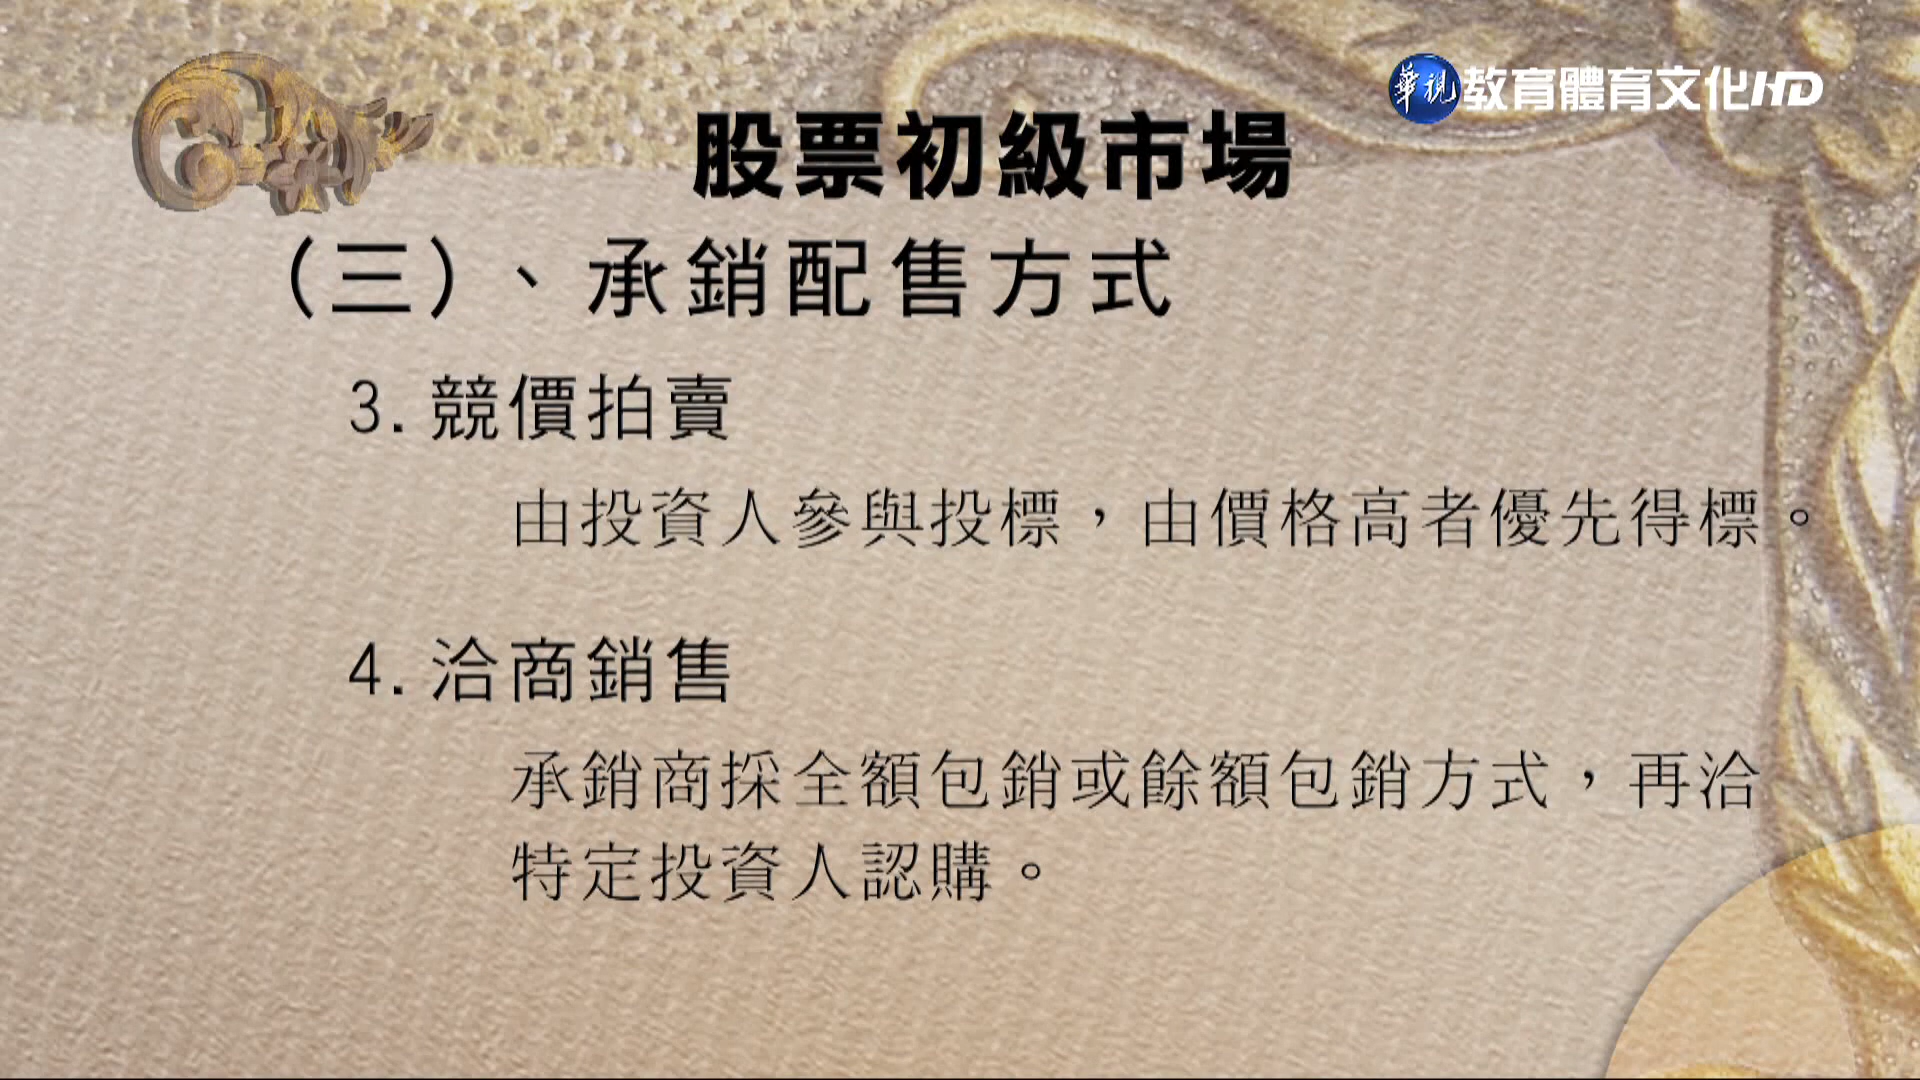 華視教育體育文化HD
股票初級市場
(三)、承銷配售方式
3.競價拍賣
由投資人參與投標，由價格高者優先得標。
4.洽商銷售
承銷商採全額包銷或餘額包銷方式，再洽
特定投資人認購。